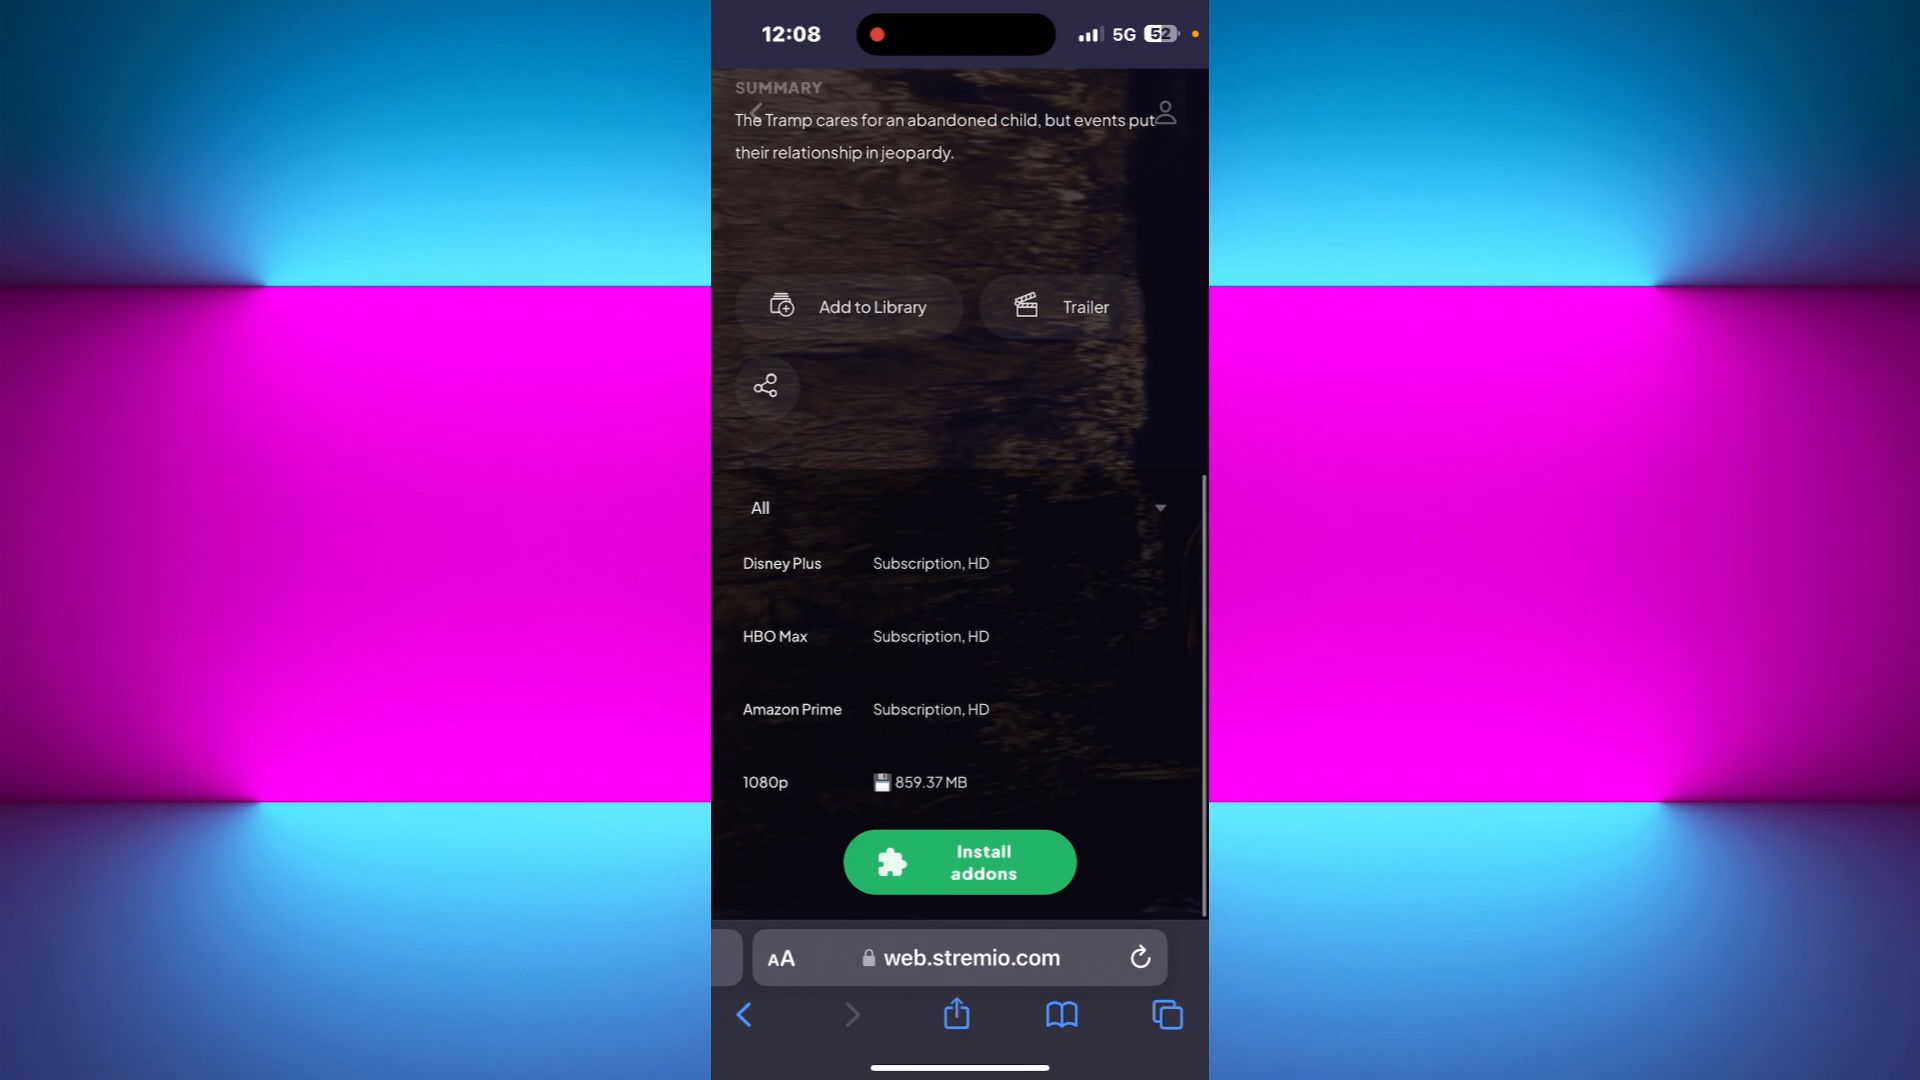 12:08
5G 52
SUMMARY
The Tramp cares for an abandoned child, but events put
their relationship in jeopardy.
Add to Library
Trailer
All
Disney Plus Subscription, HD
HBO Max Subscription, HD
Amazon Prime Subscription, HD
1080p 💾 859.37 MB
Install
addons
AA web.stremio.com